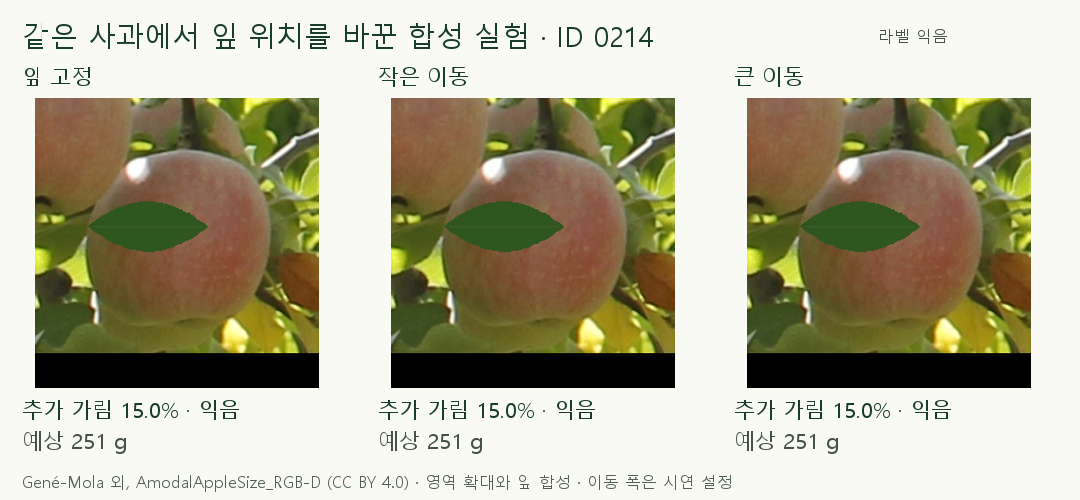 같은 사과에서 잎 위치를 바꾼 합성 실험 · ID 0214
라벨 익음
잎 고정
작은 이동
큰 이동
추가 가림 15.0% · 익음
예상 251 g
추가 가림 15.0% · 익음
예상 251 g
추가 가림 15.0% · 익음
예상 251 g
Gené-Mola 외, AmodalAppleSize_RGB-D (CC BY 4.0) · 영역 확대와 잎 합성 · 이동 폭은 시연 설정